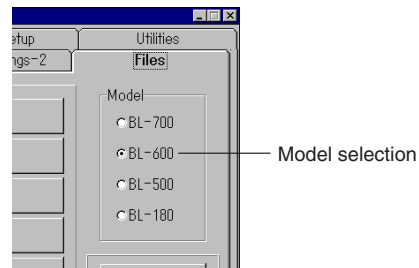 etup Utilities
ngs-2 Files
Model
BL-700
BL-600 Model selection
BL-500
BL-180